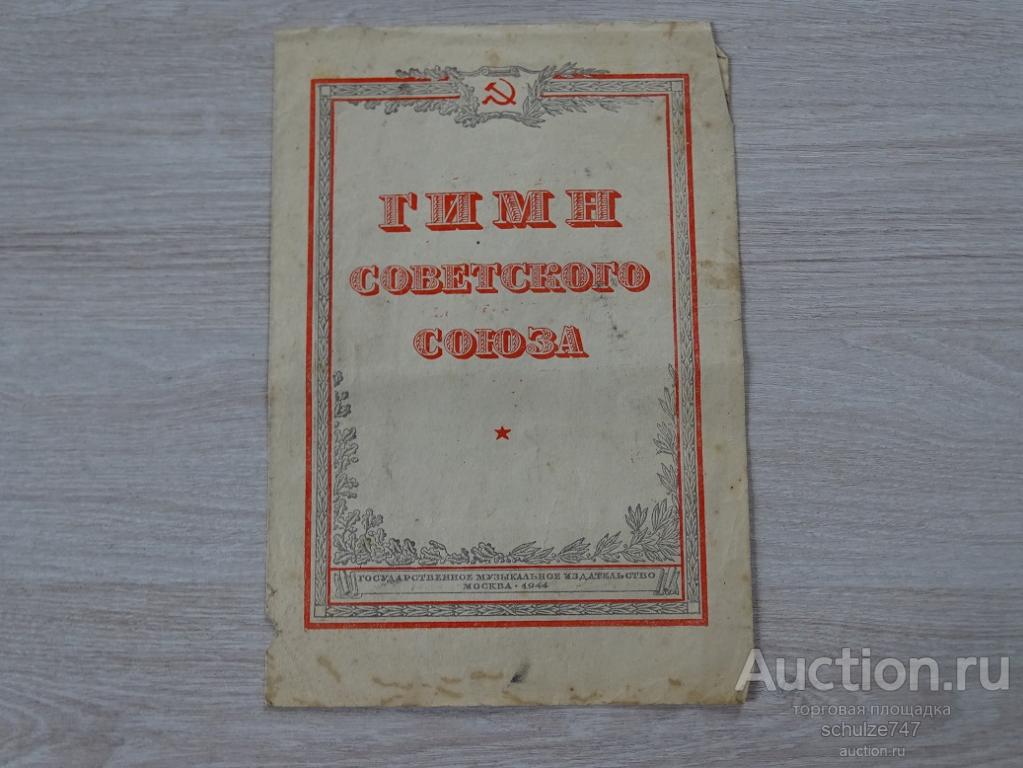 ГИМН
СОВЕТСКОГО
СОЮЗА
ГОСУДАРСТВЕННОЕ МУЗЫКАЛЬНОЕ ИЗДАТЕЛЬСТВО
МОСКВА • 1944
Auction.ru
торговая площадка
schulze747
auction.ru